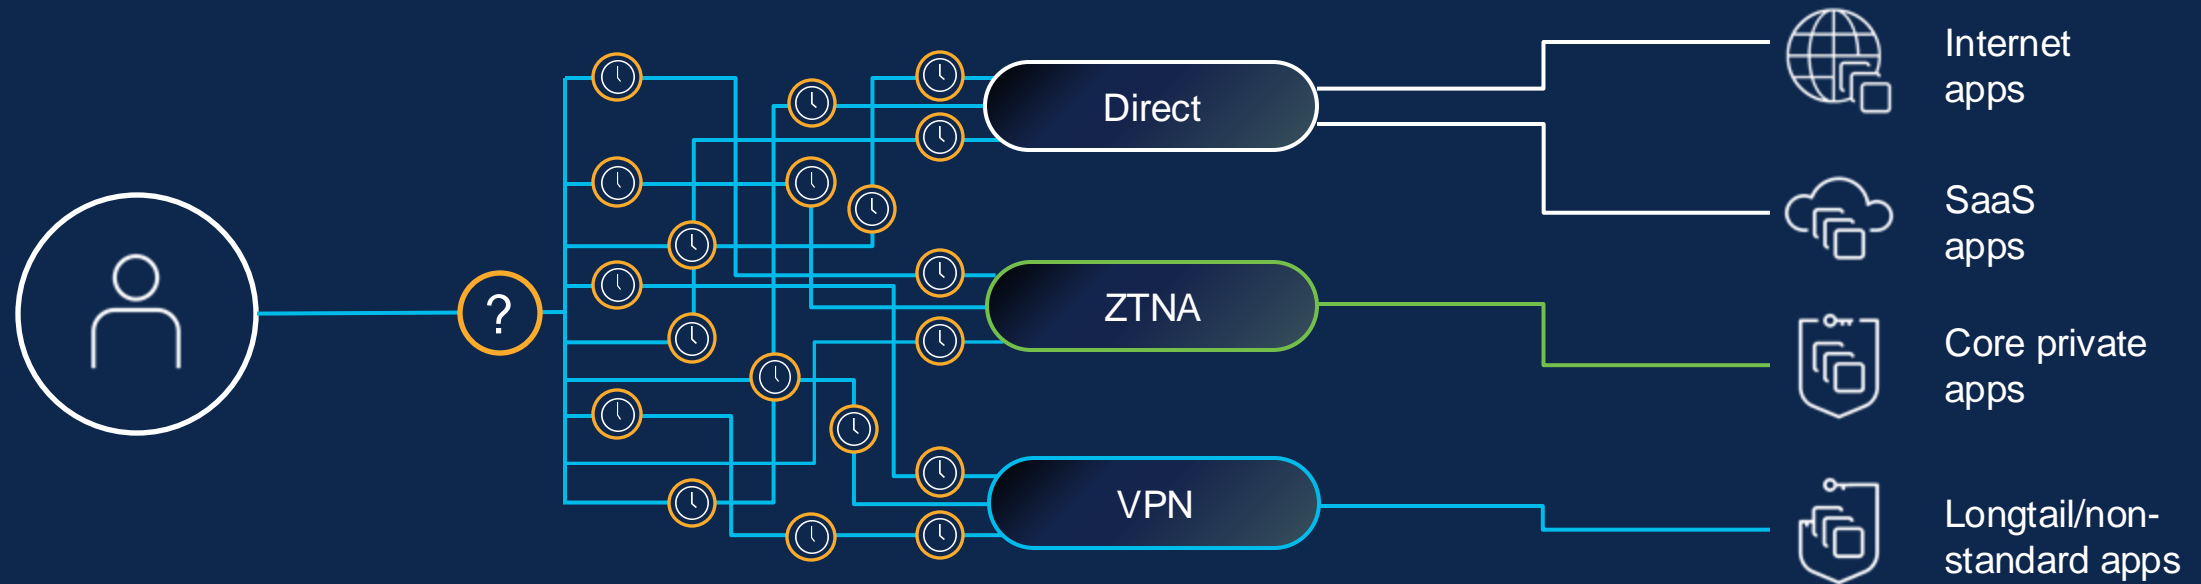 Internet
apps
Direct
SaaS
apps
?
ZTNA
Core private
apps
VPN
Longtail/non-
standard apps